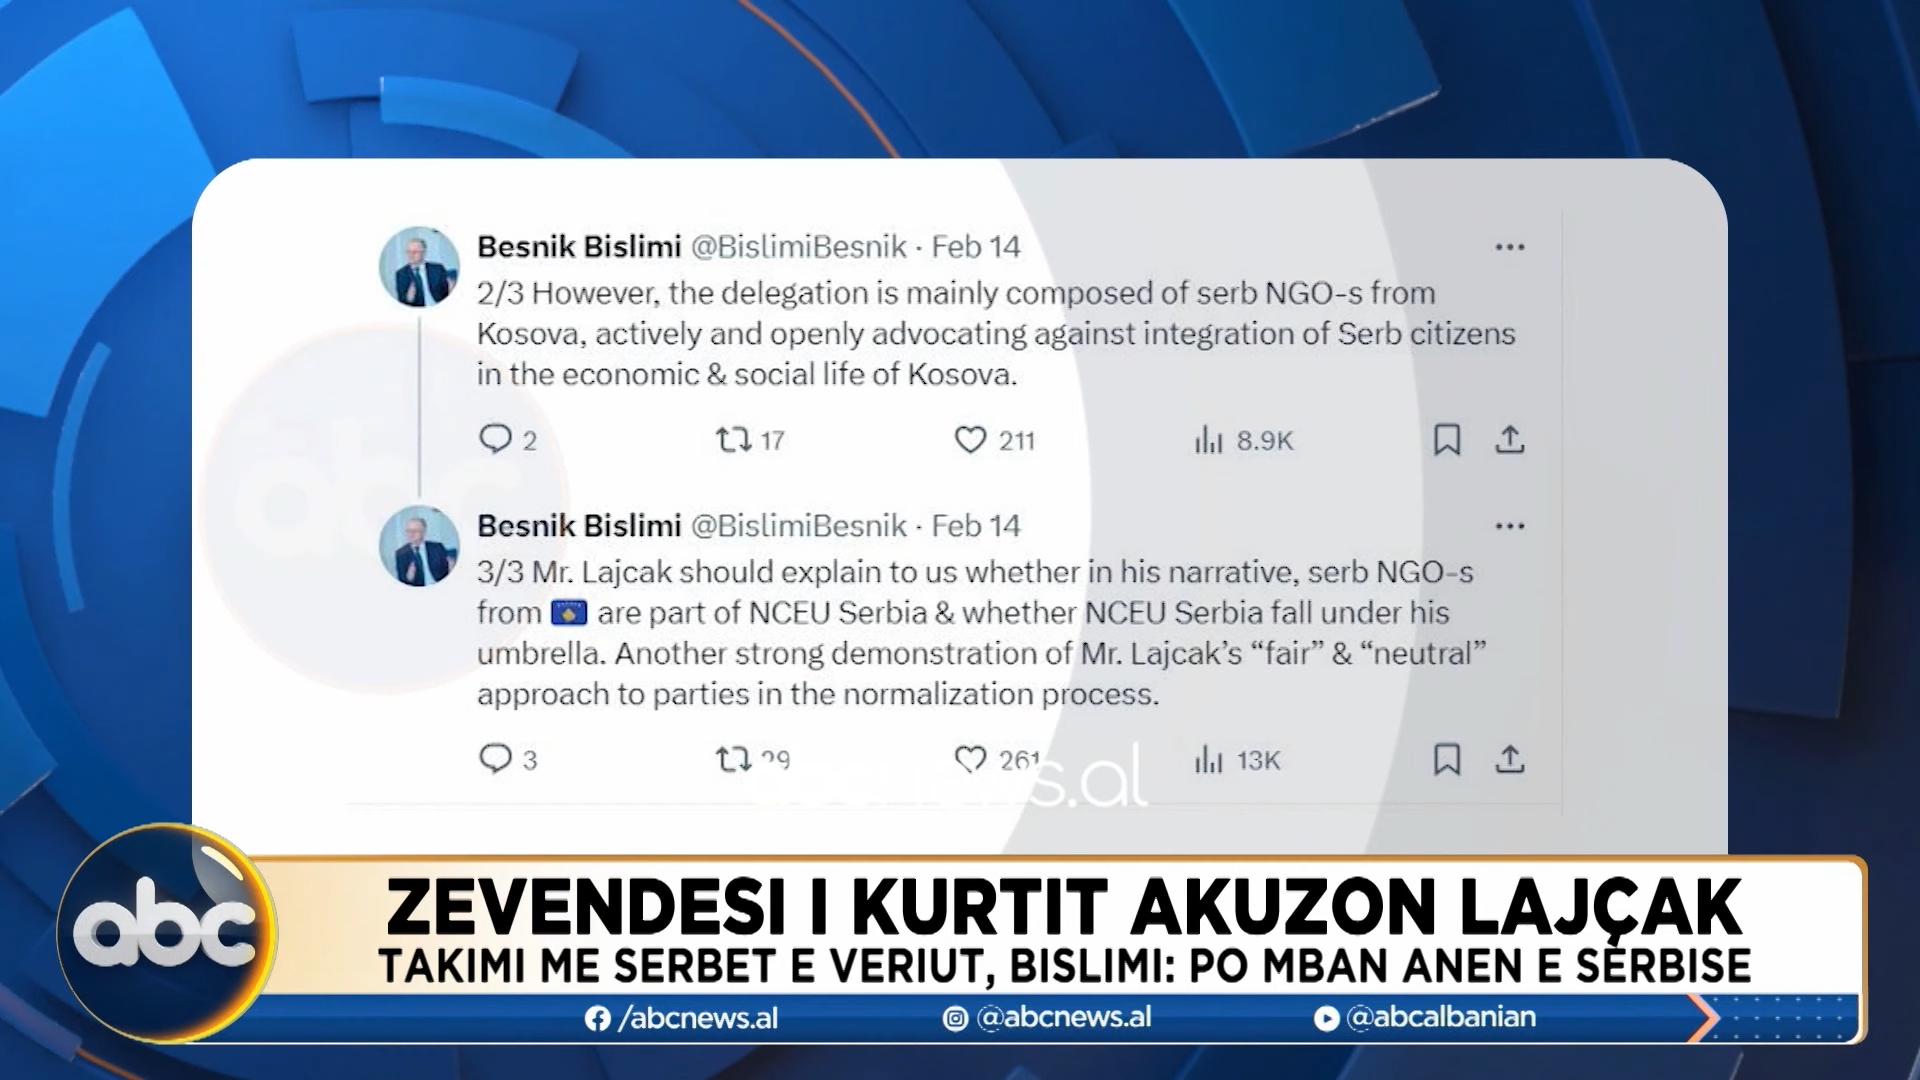 Besnik Bislimi @BislimiBesnik · Feb 14
2/3 However, the delegation is mainly composed of serb NGO-s from
Kosova, actively and openly advocating against integration of Serb citizens
in the economic & social life of Kosova.
2 17 211 8.9K
Besnik Bislimi @BislimiBesnik · Feb 14
3/3 Mr. Lajcak should explain to us whether in his narrative, serb NGO-s
from 🇽🇰 are part of NCEU Serbia & whether NCEU Serbia fall under his
umbrella. Another strong demonstration of Mr. Lajcak’s “fair” & “neutral”
approach to parties in the normalization process.
3 29 261 13K
abcnews.al
abc
ZEVENDESI I KURTIT AKUZON LAJÇAK
TAKIMI ME SERBET E VERIUT, BISLIMI: PO MBAN ANEN E SERBISE
/abcnews.al @abcnews.al @abcalbanian